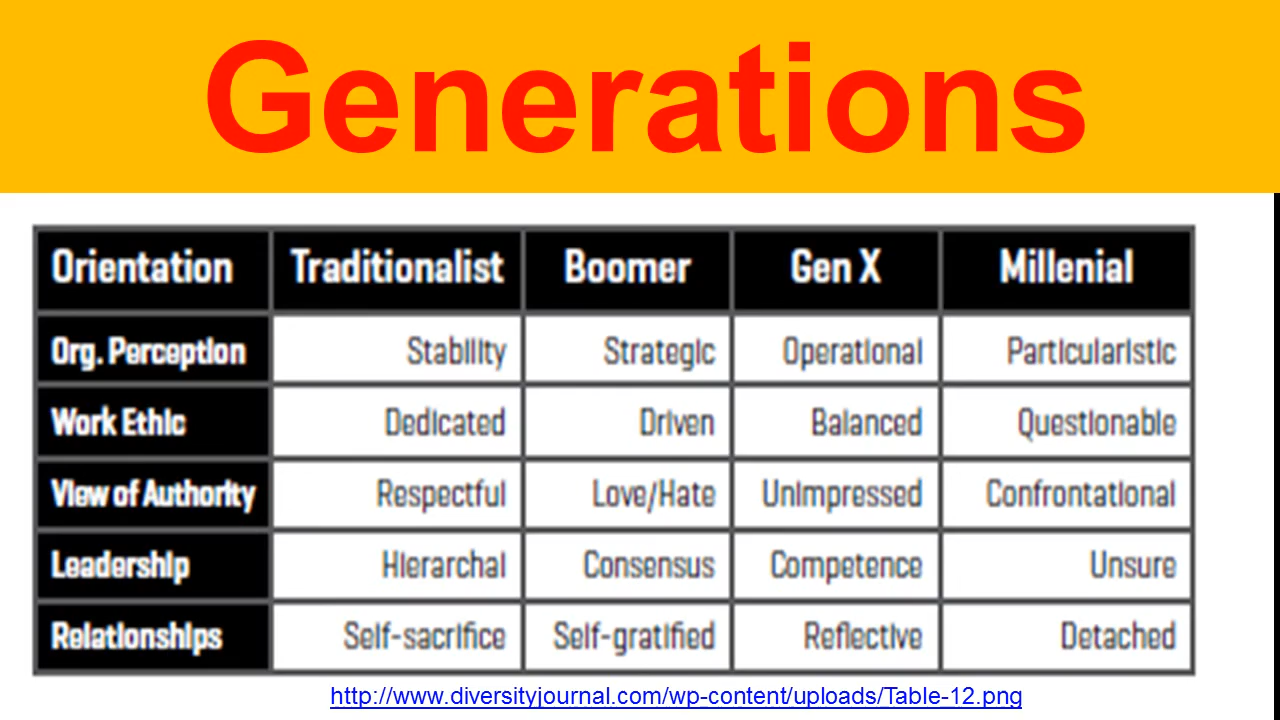 Generations
Orientation Traditionalist Boomer Gen X Millenial
Org. Perception Stability Strategic Operational Particularistic
Work Ethic Dedicated Driven Balanced Questionable
View of Authority Respectful Love/Hate Unimpressed Confrontational
Leadership Hierarchal Consensus Competence Unsure
Relationships Self-sacrifice Self-gratified Reflective Detached
http://www.diversityjournal.com/wp-content/uploads/Table-12.png